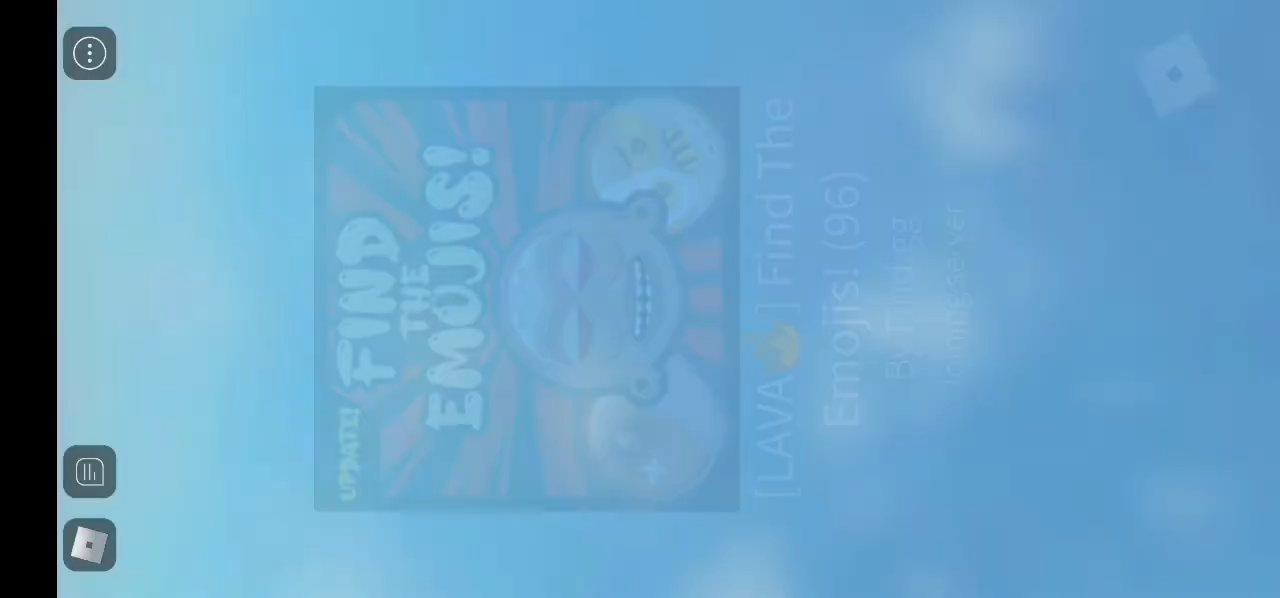 UPDATE!
FIND
THE
EMOJIS!
[LAVA🔥] Find The
Emojis! (96)